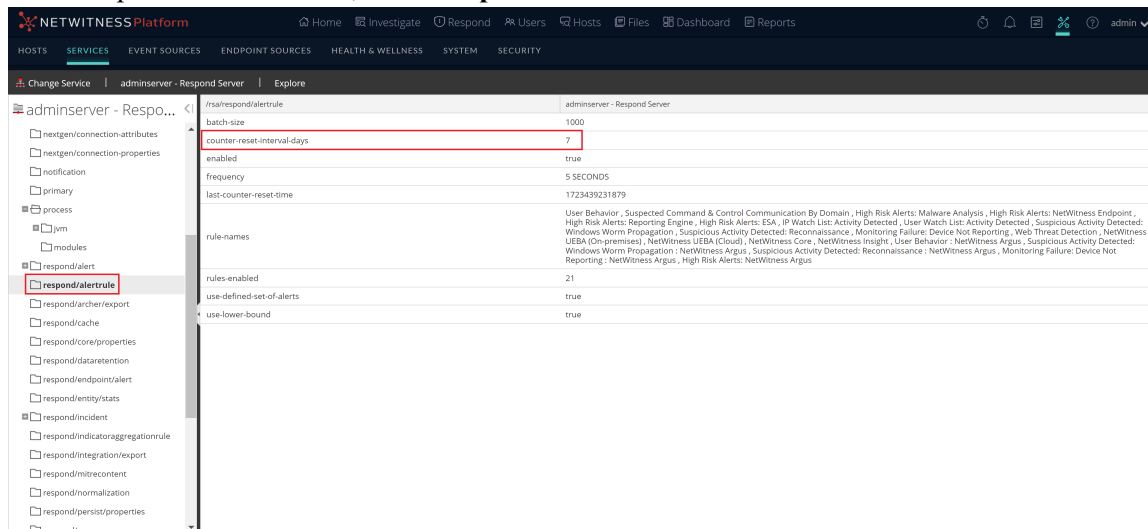 NETWITNESS Platform
Home Investigate Respond Users Hosts Files Dashboard Reports
admin
HOSTS SERVICES EVENT SOURCES ENDPOINT SOURCES HEALTH & WELLNESS SYSTEM SECURITY
Change Service | adminserver - Respond Server | Explore
adminserver - Respo...
nextgen/connection-attributes
nextgen/connection-properties
notification
primary
process
jvm
modules
respond/alert
respond/alertrule
respond/archer/export
respond/cache
respond/core/properties
respond/dataretention
respond/endpoint/alert
respond/entity/stats
respond/incident
respond/indicatoraggregationrule
respond/integration/export
respond/mitrecontent
respond/normalization
respond/persist/properties
/rsa/respond/alertrule adminserver - Respond Server
batch-size 1000
counter-reset-interval-days 7
enabled true
frequency 5 SECONDS
last-counter-reset-time 1723439231879
rule-names
User Behavior , Suspected Command & Control Communication By Domain , High Risk Alerts: Malware Analysis , High Risk Alerts: NetWitness Endpoint ,
High Risk Alerts: Reporting Engine , High Risk Alerts: ESA , IP Watch List: Activity Detected , User Watch List: Activity Detected , Suspicious Activity Detected:
Windows Worm Propagation , Suspicious Activity Detected: Reconnaissance , Monitoring Failure: Device Not Reporting , Web Threat Detection , NetWitness
UEBA (On-premises) , NetWitness UEBA (Cloud) , NetWitness Core , NetWitness Insight , User Behavior : NetWitness Argus , Suspicious Activity Detected:
Windows Worm Propagation : NetWitness Argus , Suspicious Activity Detected: Reconnaissance : NetWitness Argus , Monitoring Failure: Device Not
Reporting : NetWitness Argus , High Risk Alerts: NetWitness Argus
rules-enabled 21
use-defined-set-of-alerts true
use-lower-bound true